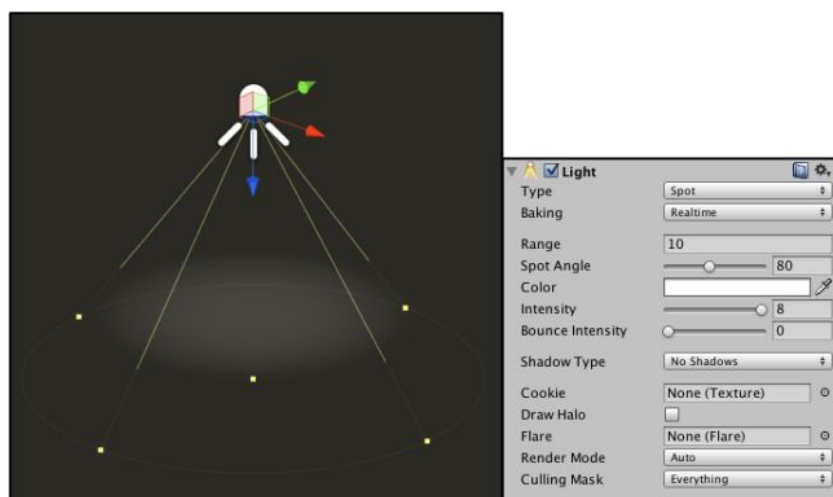 Light
Type Spot
Baking Realtime
Range 10
Spot Angle 80
Color
Intensity 8
Bounce Intensity 0
Shadow Type No Shadows
Cookie None (Texture)
Draw Halo
Flare None (Flare)
Render Mode Auto
Culling Mask Everything